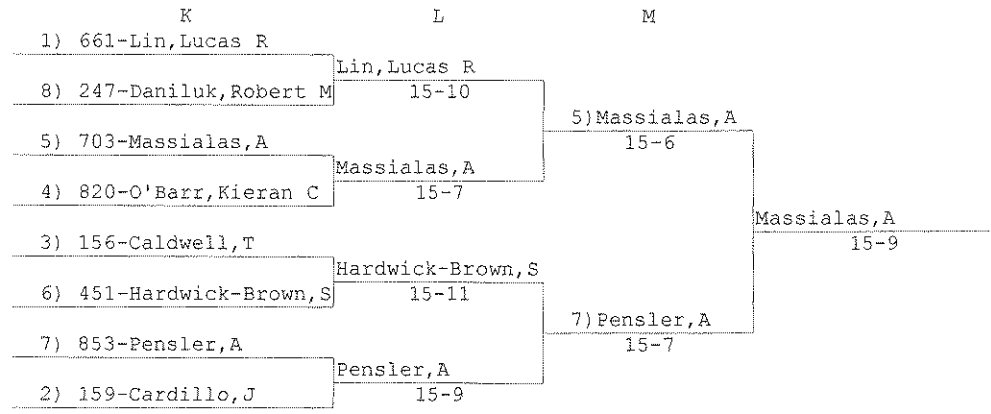 K L M
1) 661-Lin,Lucas R
Lin,Lucas R
8) 247-Daniluk,Robert M
15-10
5)Massialas,A
5) 703-Massialas,A
15-6
Massialas,A
4) 820-O'Barr,Kieran C
15-7
Massialas,A
3) 156-Caldwell,T
15-9
Hardwick-Brown,S
6) 451-Hardwick-Brown,S
15-11
7)Pensler,A
7) 853-Pensler,A
15-7
Pensler,A
2) 159-Cardillo,J
15-9